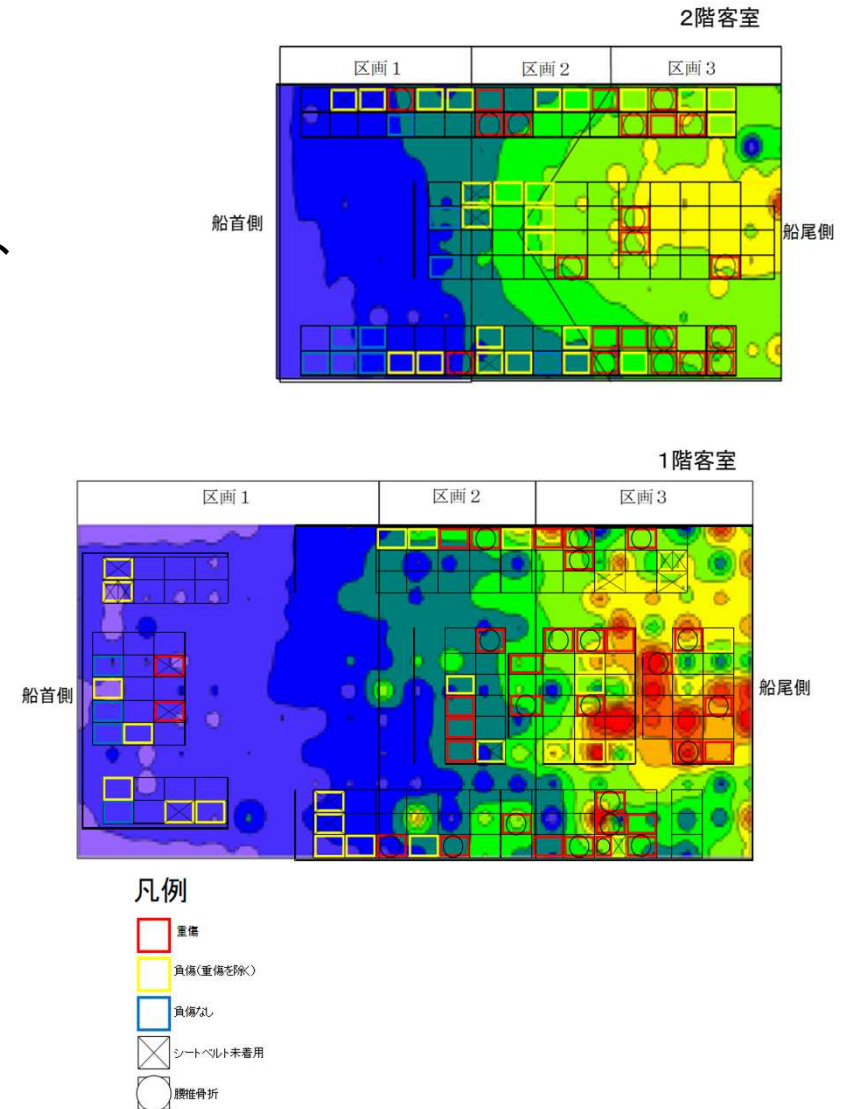 2階客室
区画1
区画2
区画3
船首側
船尾側
、
1階客室
区画1
区画2
区画3
船首側
船尾側
凡例
重傷
負傷(重傷を除く)
負傷なし
シートベルト未着用
腰椎骨折